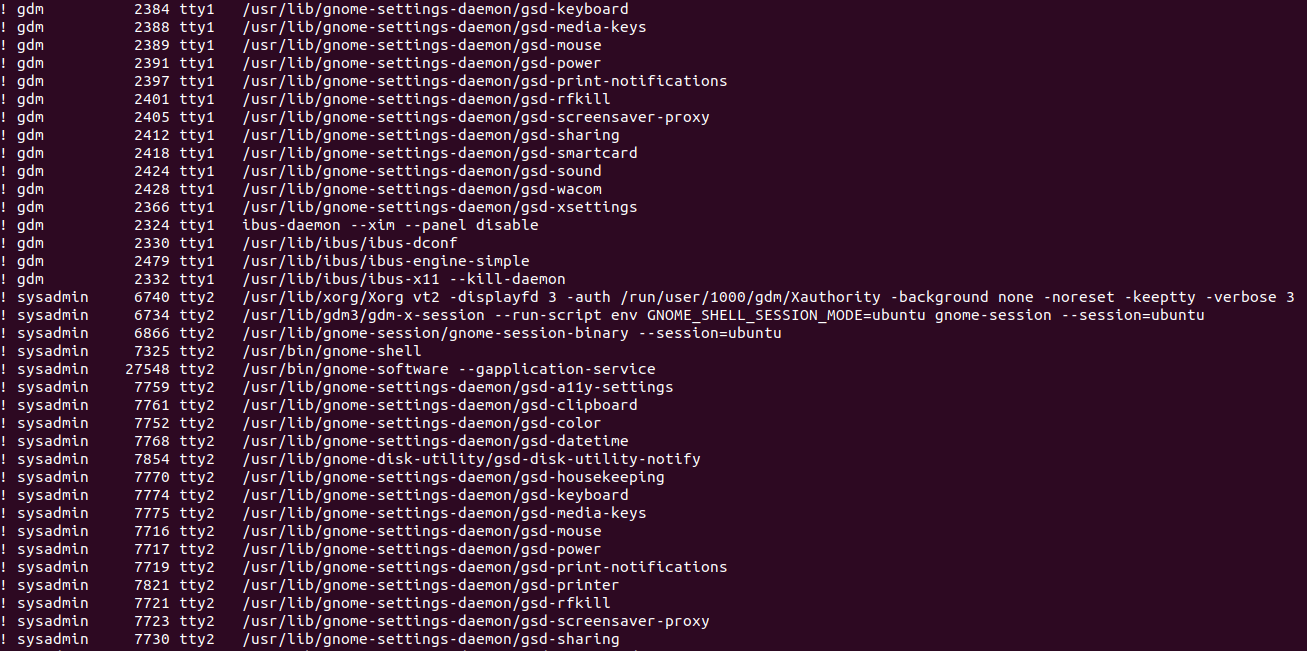 ! gdm 2384 tty1 /usr/lib/gnome-settings-daemon/gsd-keyboard
! gdm 2388 tty1 /usr/lib/gnome-settings-daemon/gsd-media-keys
! gdm 2389 tty1 /usr/lib/gnome-settings-daemon/gsd-mouse
! gdm 2391 tty1 /usr/lib/gnome-settings-daemon/gsd-power
! gdm 2397 tty1 /usr/lib/gnome-settings-daemon/gsd-print-notifications
! gdm 2401 tty1 /usr/lib/gnome-settings-daemon/gsd-rfkill
! gdm 2405 tty1 /usr/lib/gnome-settings-daemon/gsd-screensaver-proxy
! gdm 2412 tty1 /usr/lib/gnome-settings-daemon/gsd-sharing
! gdm 2418 tty1 /usr/lib/gnome-settings-daemon/gsd-smartcard
! gdm 2424 tty1 /usr/lib/gnome-settings-daemon/gsd-sound
! gdm 2428 tty1 /usr/lib/gnome-settings-daemon/gsd-wacom
! gdm 2366 tty1 /usr/lib/gnome-settings-daemon/gsd-xsettings
! gdm 2324 tty1 ibus-daemon --xim --panel disable
! gdm 2330 tty1 /usr/lib/ibus/ibus-dconf
! gdm 2479 tty1 /usr/lib/ibus/ibus-engine-simple
! gdm 2332 tty1 /usr/lib/ibus/ibus-x11 --kill-daemon
! sysadmin 6740 tty2 /usr/lib/xorg/Xorg vt2 -displayfd 3 -auth /run/user/1000/gdm/Xauthority -background none -noreset -keeptty -verbose 3
! sysadmin 6734 tty2 /usr/lib/gdm3/gdm-x-session --run-script env GNOME_SHELL_SESSION_MODE=ubuntu gnome-session --session=ubuntu
! sysadmin 6866 tty2 /usr/lib/gnome-session/gnome-session-binary --session=ubuntu
! sysadmin 7325 tty2 /usr/bin/gnome-shell
! sysadmin 27548 tty2 /usr/bin/gnome-software --gapplication-service
! sysadmin 7759 tty2 /usr/lib/gnome-settings-daemon/gsd-a11y-settings
! sysadmin 7761 tty2 /usr/lib/gnome-settings-daemon/gsd-clipboard
! sysadmin 7752 tty2 /usr/lib/gnome-settings-daemon/gsd-color
! sysadmin 7768 tty2 /usr/lib/gnome-settings-daemon/gsd-datetime
! sysadmin 7854 tty2 /usr/lib/gnome-disk-utility/gsd-disk-utility-notify
! sysadmin 7770 tty2 /usr/lib/gnome-settings-daemon/gsd-housekeeping
! sysadmin 7774 tty2 /usr/lib/gnome-settings-daemon/gsd-keyboard
! sysadmin 7775 tty2 /usr/lib/gnome-settings-daemon/gsd-media-keys
! sysadmin 7716 tty2 /usr/lib/gnome-settings-daemon/gsd-mouse
! sysadmin 7717 tty2 /usr/lib/gnome-settings-daemon/gsd-power
! sysadmin 7719 tty2 /usr/lib/gnome-settings-daemon/gsd-print-notifications
! sysadmin 7821 tty2 /usr/lib/gnome-settings-daemon/gsd-printer
! sysadmin 7721 tty2 /usr/lib/gnome-settings-daemon/gsd-rfkill
! sysadmin 7723 tty2 /usr/lib/gnome-settings-daemon/gsd-screensaver-proxy
! sysadmin 7730 tty2 /usr/lib/gnome-settings-daemon/gsd-sharing